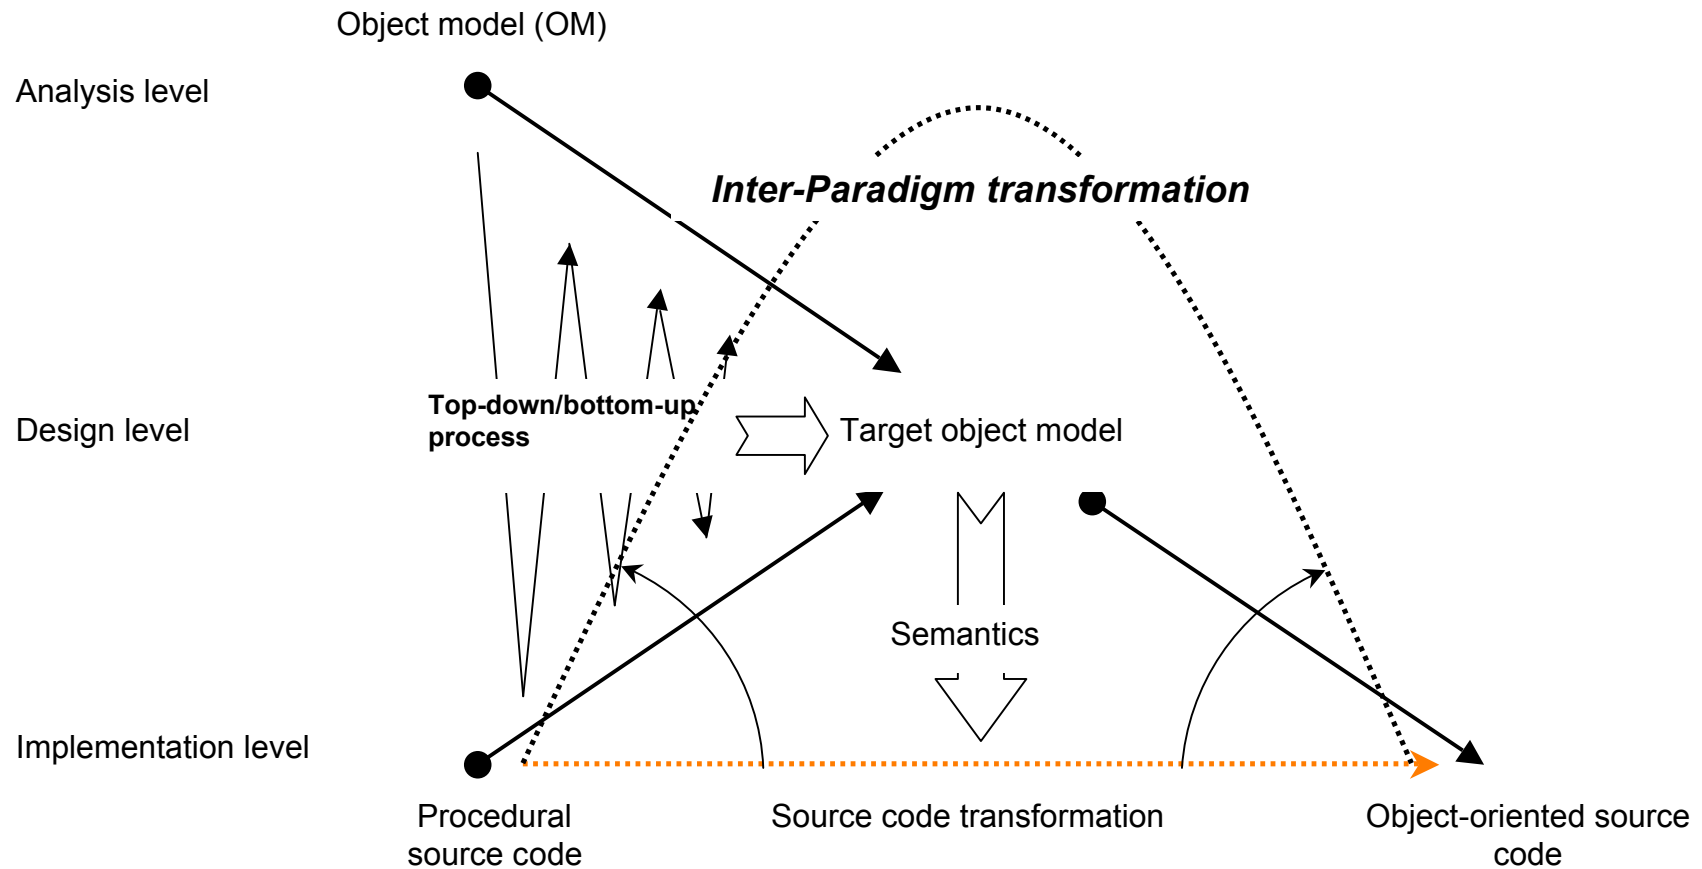 Object model (OM)
Analysis level
Inter-Paradigm transformation
Top-down/bottom-up
process
Design level
Target object model
Semantics
Implementation level
Procedural
source code
Source code transformation
Object-oriented source
code